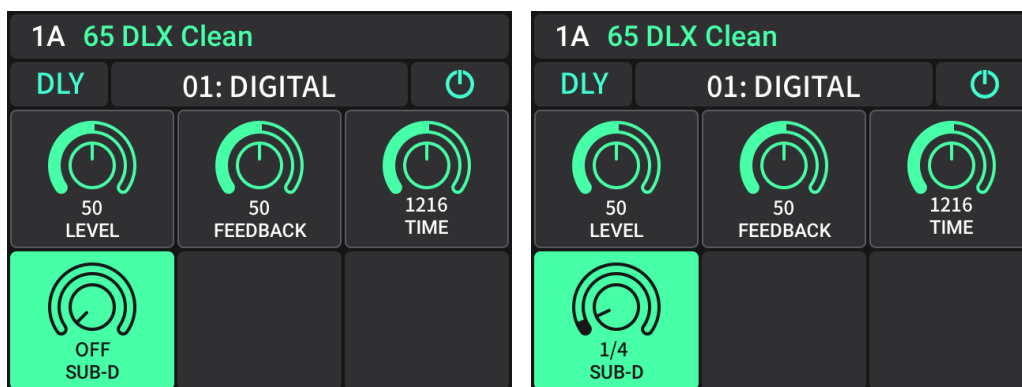 1A 65 DLX Clean
DLY 01: DIGITAL
50 50 1216
LEVEL FEEDBACK TIME
OFF
SUB-D
1A 65 DLX Clean
DLY 01: DIGITAL
50 50 1216
LEVEL FEEDBACK TIME
1/4
SUB-D